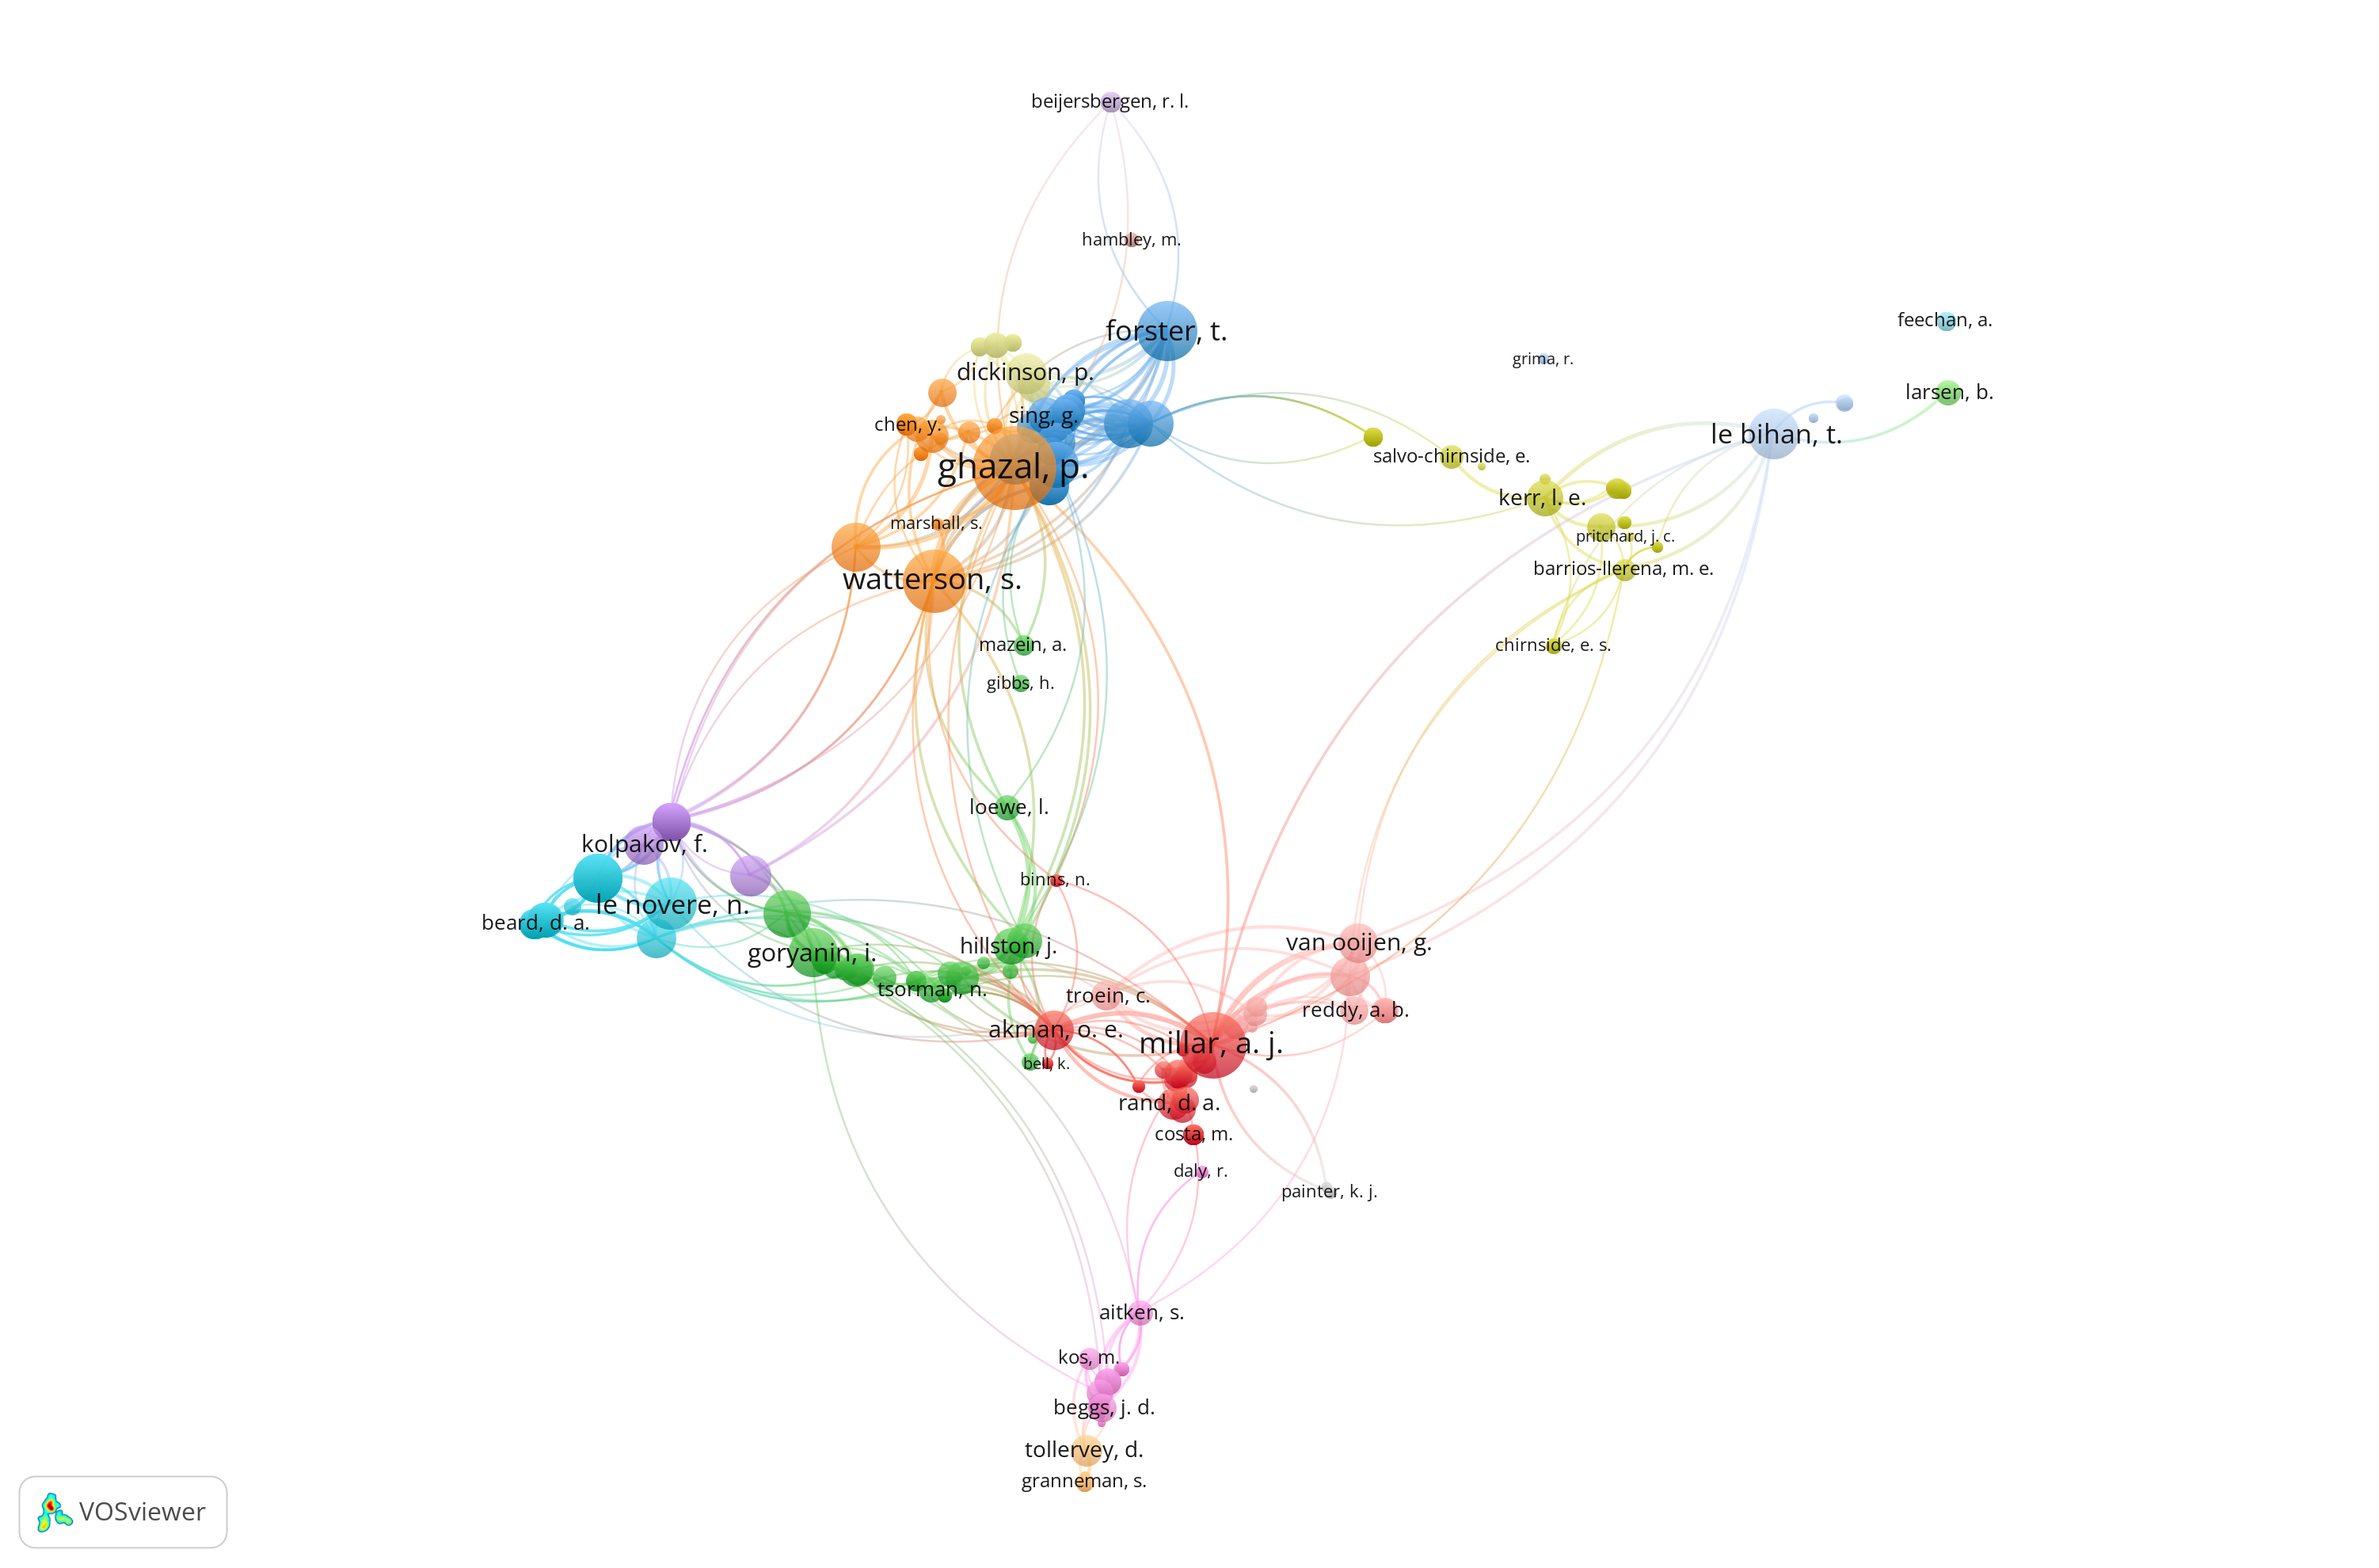 beijersbergen, r. l.
hambley, m.
forster, t.
feechan, a.
grima, r.
dickinson, p.
larsen, b.
sing, g.
chen, y.
le bihan, t.
salvo-chirnside, e.
ghazal, p.
kerr, l. e.
marshall, s.
pritchard, j. c.
barrios-llerena, m. e.
watterson, s.
mazein, a.
chirnside, e. s.
gibbs, h.
loewe, l.
kolpakov, f.
binns, n.
le novere, n.
beard, d. a.
van ooijen, g.
hillston, j.
goryanin, i.
tsorman, n.
troein, c.
reddy, a. b.
akman, o. e.
millar, a. j.
bell, k.
rand, d. a.
costa, m.
daly, r.
painter, k. j.
aitken, s.
kos, m.
beggs, j. d.
tollervey, d.
granneman, s.
VOSviewer